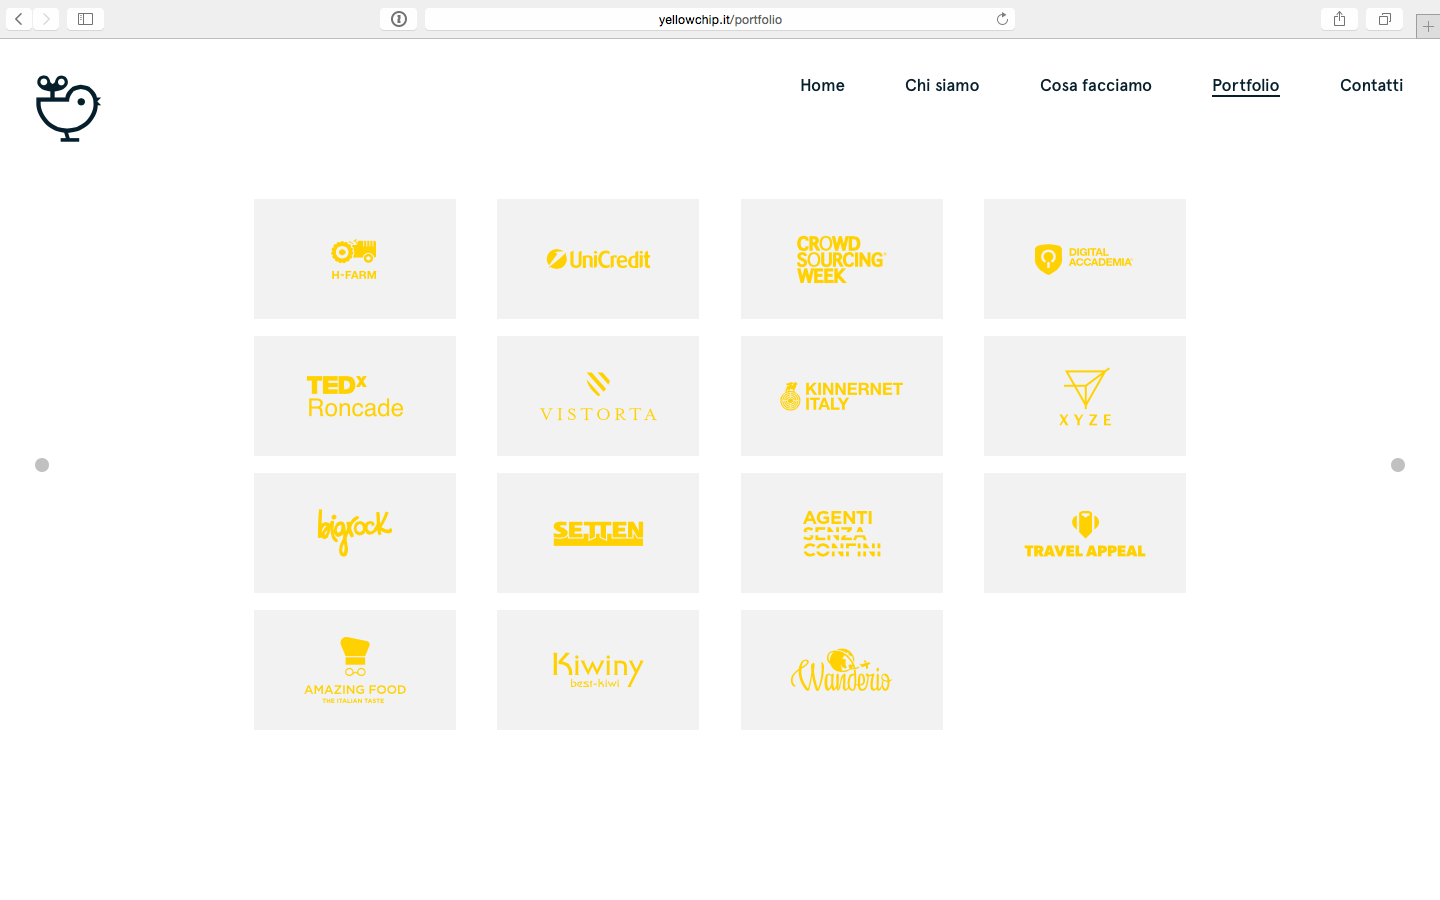 yellowchip.it/portfolio
Home
Chi siamo
Cosa facciamo
Portfolio
Contatti
H-FARM
UniCredit
CROWD
SOURCING
WEEK
DIGITAL
ACCADEMIA
TEDx
Roncade
VISTORTA
KINNERNET
ITALY
XYZE
bigrock
SETTEN
AGENTI
SENZA
CONFINI
TRAVEL APPEAL
AMAZING FOOD
THE ITALIAN TASTE
Kiwiny
best-kiwi
Wanderio